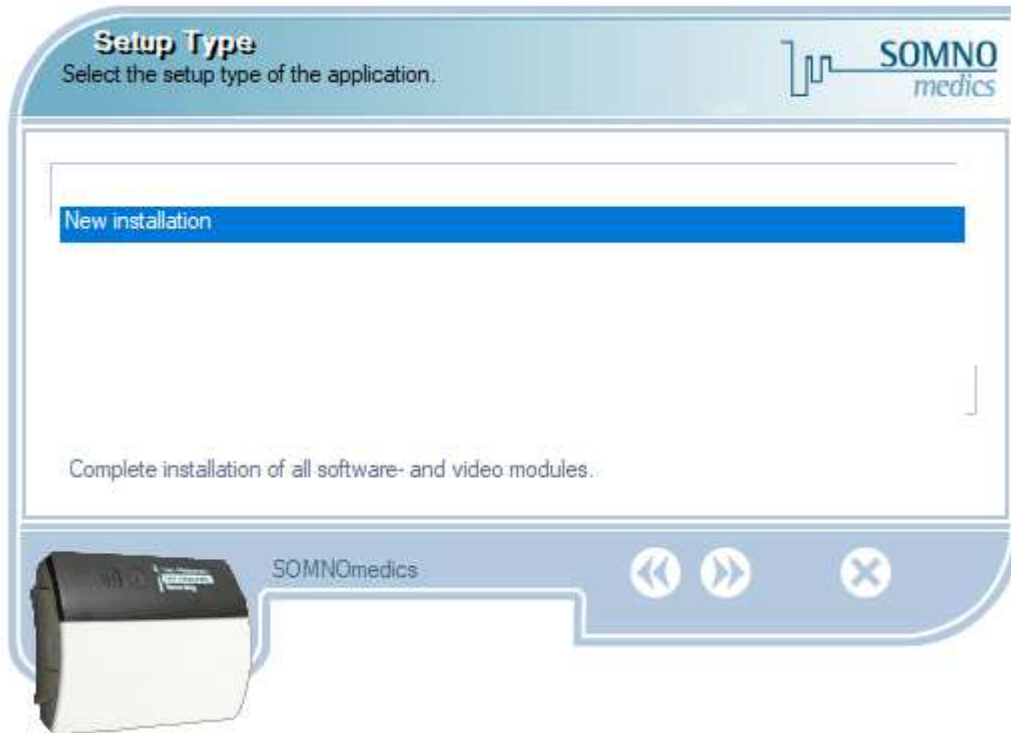 Setup Type
Select the setup type of the application.
SOMNO
medics
New installation
Complete installation of all software- and video modules.
SOMNOmedics